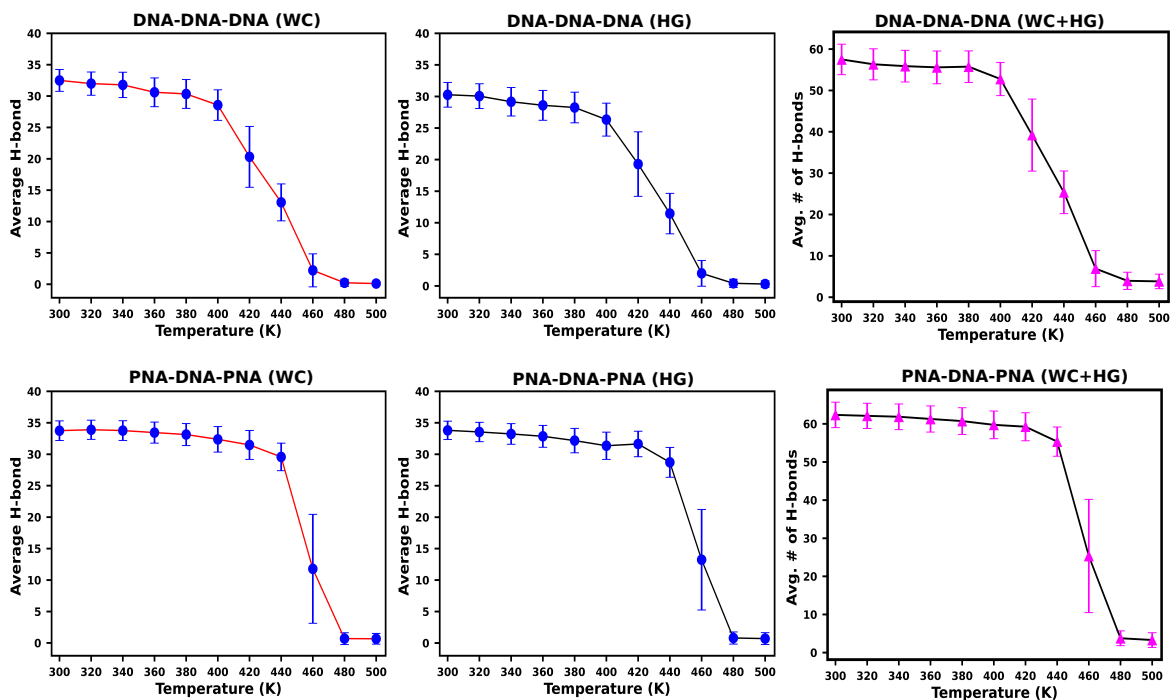 DNA-DNA-DNA (WC)
40
35
30
25
20
15
10
5
0
Average H-bond
300 320 340 360 380 400 420 440 460 480 500
Temperature (K)
DNA-DNA-DNA (HG)
40
35
30
25
20
15
10
5
0
Average H-bond
300 320 340 360 380 400 420 440 460 480 500
Temperature (K)
DNA-DNA-DNA (WC+HG)
60
50
40
30
20
10
0
Avg. # of H-bonds
300 320 340 360 380 400 420 440 460 480 500
Temperature (K)
PNA-DNA-PNA (WC)
40
35
30
25
20
15
10
5
0
Average H-bond
300 320 340 360 380 400 420 440 460 480 500
Temperature (K)
PNA-DNA-PNA (HG)
40
35
30
25
20
15
10
5
0
Average H-bond
300 320 340 360 380 400 420 440 460 480 500
Temperature (K)
PNA-DNA-PNA (WC+HG)
60
50
40
30
20
10
0
Avg. # of H-bonds
300 320 340 360 380 400 420 440 460 480 500
Temperature (K)